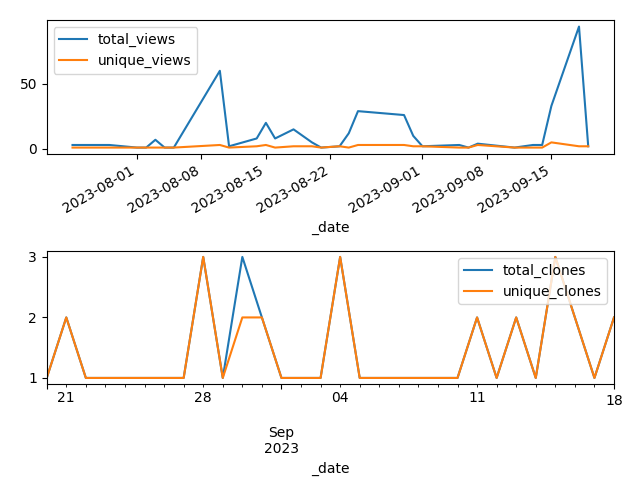 total_views
unique_views
50
0
2023-08-01
2023-08-08
2023-08-15
2023-08-22
2023-09-01
2023-09-08
2023-09-15
_date
3
total_clones
unique_clones
2
1
21
28
04
11
18
Sep
2023
_date